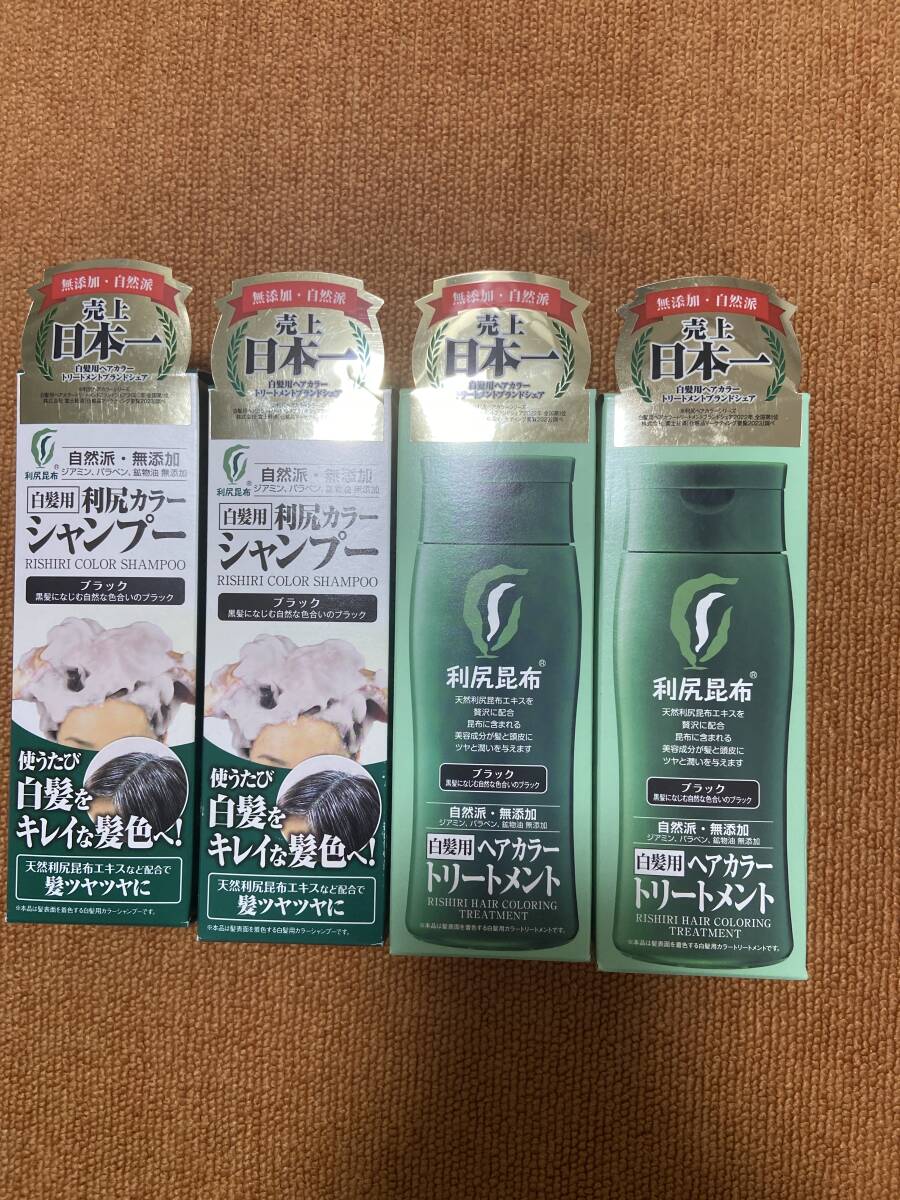 無添加・自然派
売上
日本一
白髪用ヘアカラー
トリートメントブランドシェア
自然派・無添加
ジアミン、パラベン、鉱物油 無添加
利尻昆布
白髪用 利尻カラー
シャンプー
RISHIRI COLOR SHAMPOO
ブラック
黒髪になじむ自然な色合いのブラック
使うたび
白髪を
キレイな髪色へ!
天然利尻昆布エキスなど配合で
髪ツヤツヤに
※本品は髪表面を着色する白髪用カラーシャンプーです。
無添加・自然派
売上
日本一
白髪用ヘアカラー
トリートメントブランドシェア
自然派・無添加
ジアミン、パラベン、鉱物油 無添加
利尻昆布®
白髪用 利尻カラー
シャンプー
RISHIRI COLOR SHAMPOO
ブラック
黒髪になじむ自然な色合いのブラック
使うたび
白髪を
キレイな髪色へ!
天然利尻昆布エキスなど配合で
髪ツヤツヤに
※本品は髪表面を着色する白髪用カラーシャンプーです。
無添加・自然派
売上
日本一
白髪用ヘアカラー
トリートメントブランドシェア
利尻昆布®
天然利尻昆布エキスを
贅沢に配合
昆布に含まれる
美容成分が髪と頭皮に
ツヤと潤いを与えます
ブラック
黒髪になじむ自然な色合いのブラック
自然派・無添加
ジアミン、パラベン、鉱物油 無添加
白髪用 ヘアカラー
トリートメント
RISHIRI HAIR COLORING
TREATMENT
※本品は髪表面を着色する白髪用カラートリートメントです。
無添加・自然派
売上
日本一
白髪用ヘアカラー
トリートメントブランドシェア
※利尻ヘアカラーシリーズ
利尻昆布®
天然利尻昆布エキスを
贅沢に配合
昆布に含まれる
美容成分が髪と頭皮に
ツヤと潤いを与えます
ブラック
黒髪になじむ自然な色合いのブラック
自然派・無添加
ジアミン、パラベン、鉱物油 無添加
白髪用 ヘアカラー
トリートメント
RISHIRI HAIR COLORING
TREATMENT
※本品は髪表面を着色する白髪用カラートリートメントです。